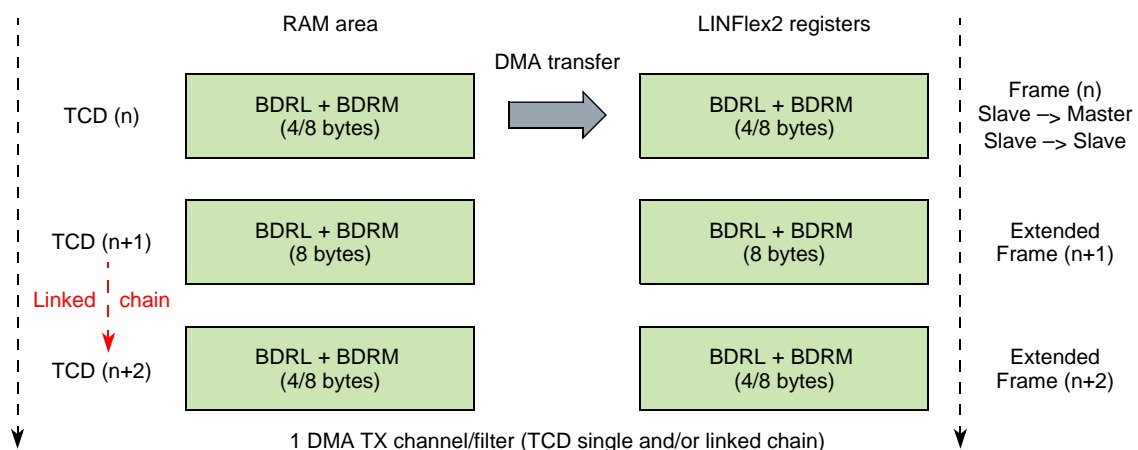 RAM area
LINFlex2 registers
DMA transfer
TCD (n)
BDRL + BDRM
(4/8 bytes)
BDRL + BDRM
(4/8 bytes)
Frame (n)
Slave –> Master
Slave –> Slave
TCD (n+1)
BDRL + BDRM
(8 bytes)
BDRL + BDRM
(8 bytes)
Extended
Frame (n+1)
Linked chain
TCD (n+2)
BDRL + BDRM
(4/8 bytes)
BDRL + BDRM
(4/8 bytes)
Extended
Frame (n+2)
1 DMA TX channel/filter (TCD single and/or linked chain)